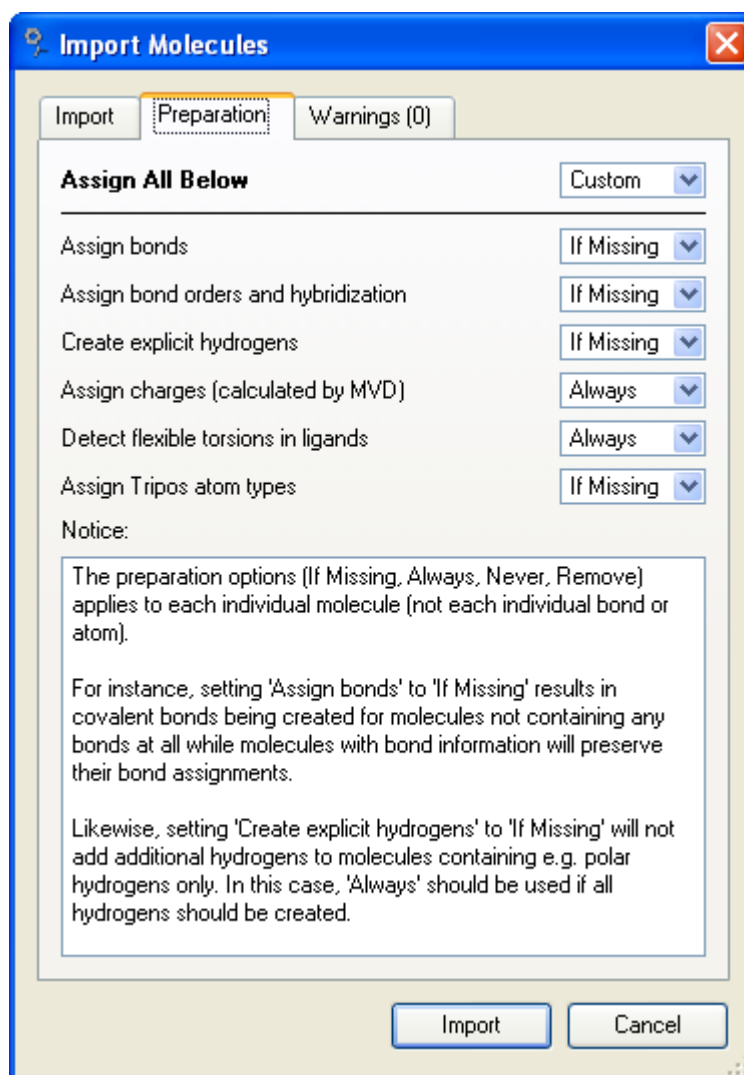 Import Molecules
Import
Preparation
Warnings (0)
Assign All Below
Custom
Assign bonds
If Missing
Assign bond orders and hybridization
If Missing
Create explicit hydrogens
If Missing
Assign charges (calculated by MVD)
Always
Detect flexible torsions in ligands
Always
Assign Tripos atom types
If Missing
Notice:
The preparation options (If Missing, Always, Never, Remove)
applies to each individual molecule (not each individual bond or
atom).
For instance, setting 'Assign bonds' to 'If Missing' results in
covalent bonds being created for molecules not containing any
bonds at all while molecules with bond information will preserve
their bond assignments.
Likewise, setting 'Create explicit hydrogens' to 'If Missing' will not
add additional hydrogens to molecules containing e.g. polar
hydrogens only. In this case, 'Always' should be used if all
hydrogens should be created.
Import
Cancel